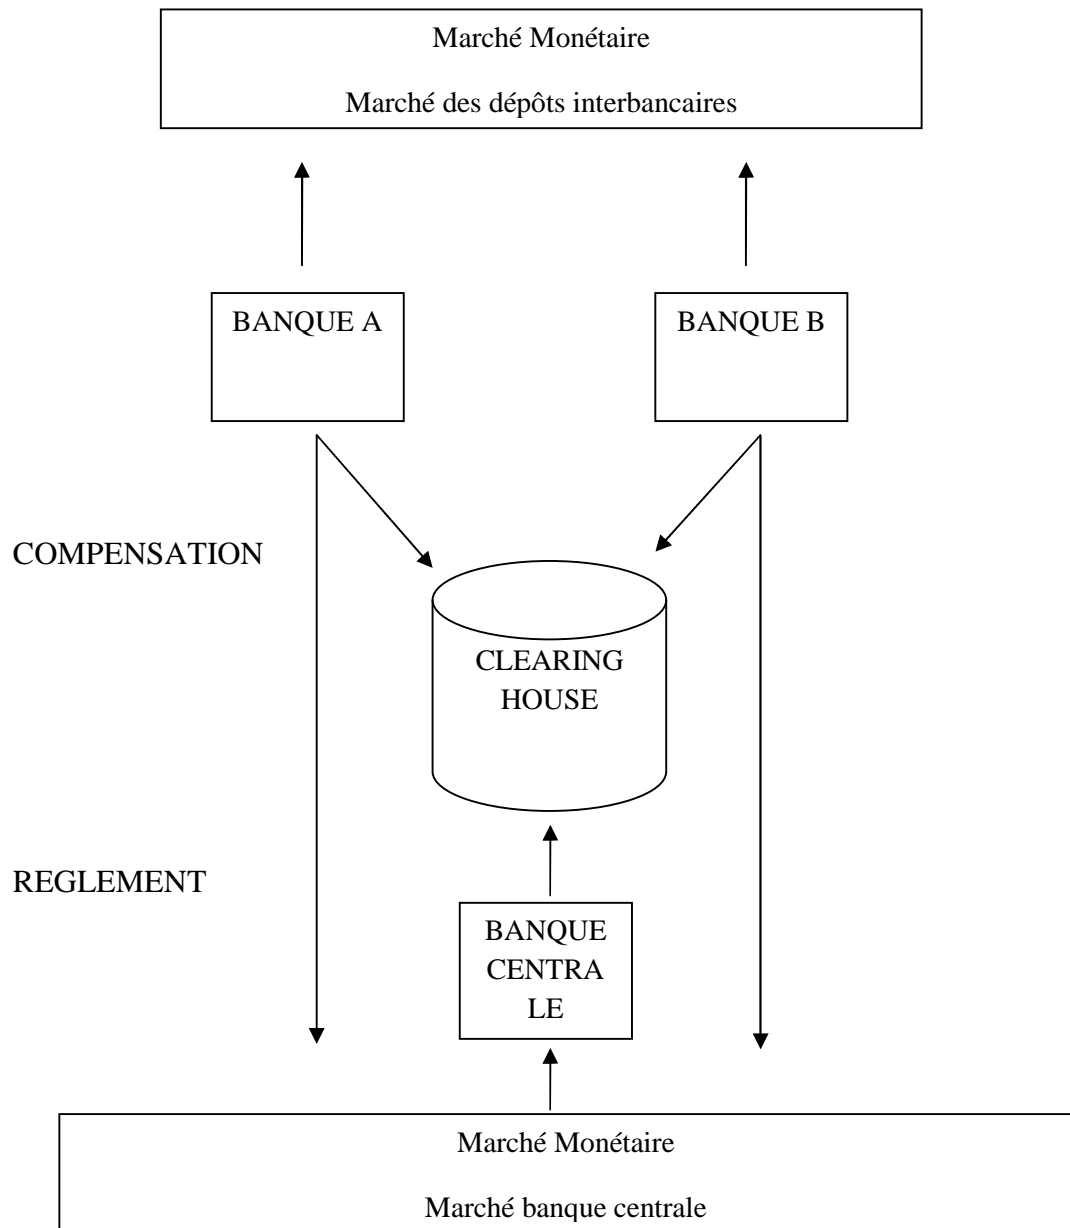 Marché Monétaire
Marché des dépôts interbancaires
BANQUE A
BANQUE B
COMPENSATION
CLEARING
HOUSE
REGLEMENT
BANQUE
CENTRA
LE
Marché Monétaire
Marché banque centrale